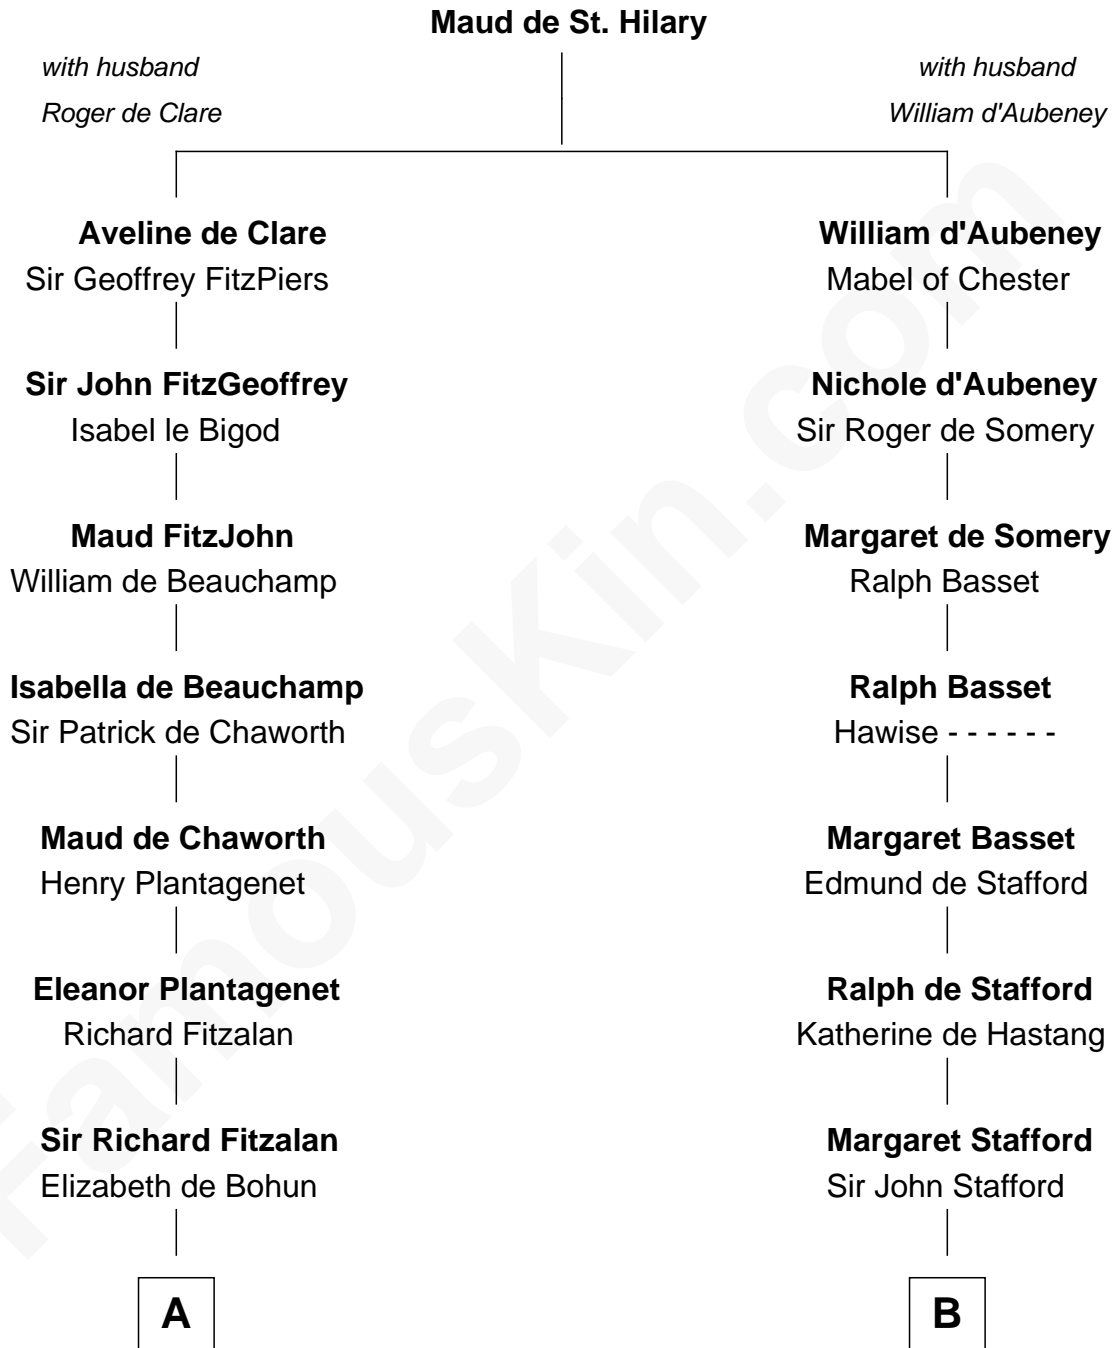 Maud de St. Hilary
with husband
Roger de Clare
with husband
William d'Aubeney
Aveline de Clare
Sir Geoffrey FitzPiers
William d'Aubeney
Mabel of Chester
Sir John FitzGeoffrey
Isabel le Bigod
Nichole d'Aubeney
Sir Roger de Somery
Maud FitzJohn
William de Beauchamp
Margaret de Somery
Ralph Basset
Isabella de Beauchamp
Sir Patrick de Chaworth
Ralph Basset
Hawise - - - - - -
Maud de Chaworth
Henry Plantagenet
Margaret Basset
Edmund de Stafford
Eleanor Plantagenet
Richard Fitzalan
Ralph de Stafford
Katherine de Hastang
Sir Richard Fitzalan
Elizabeth de Bohun
Margaret Stafford
Sir John Stafford
A
B
FamousKin.com